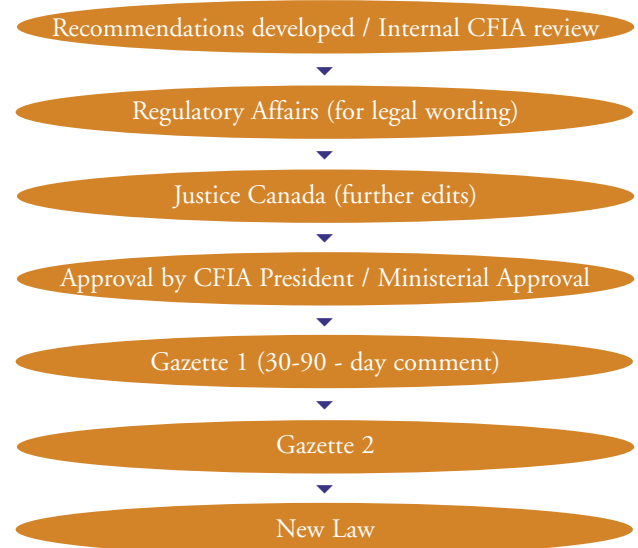 Recommendations developed / Internal CFIA review
Regulatory Affairs (for legal wording)
Justice Canada (further edits)
Approval by CFIA President / Ministerial Approval
Gazette 1 (30-90 - day comment)
Gazette 2
New Law